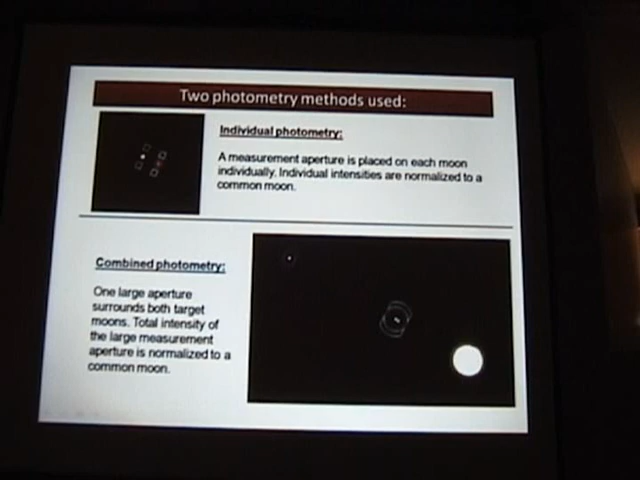 Two photometry methods used:
Individual photometry:
A measurement aperture is placed on each moon
individually. Individual intensities are normalized to a
common moon.
Combined photometry:
One large aperture
surrounds both target
moons. Total intensity of
the large measurement
aperture is normalized to a
common moon.